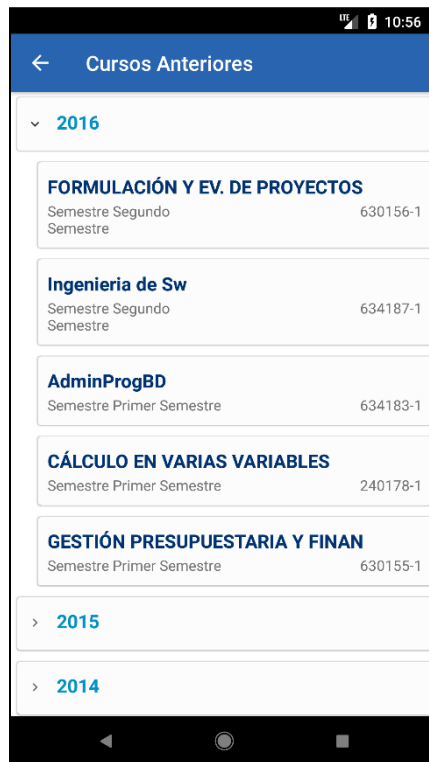 LTE 10:56
Cursos Anteriores
2016
FORMULACIÓN Y EV. DE PROYECTOS
Semestre Segundo 630156-1
Semestre
Ingenieria de Sw
Semestre Segundo 634187-1
Semestre
AdminProgBD
Semestre Primer Semestre 634183-1
CÁLCULO EN VARIAS VARIABLES
Semestre Primer Semestre 240178-1
GESTIÓN PRESUPUESTARIA Y FINAN
Semestre Primer Semestre 630155-1
2015
2014